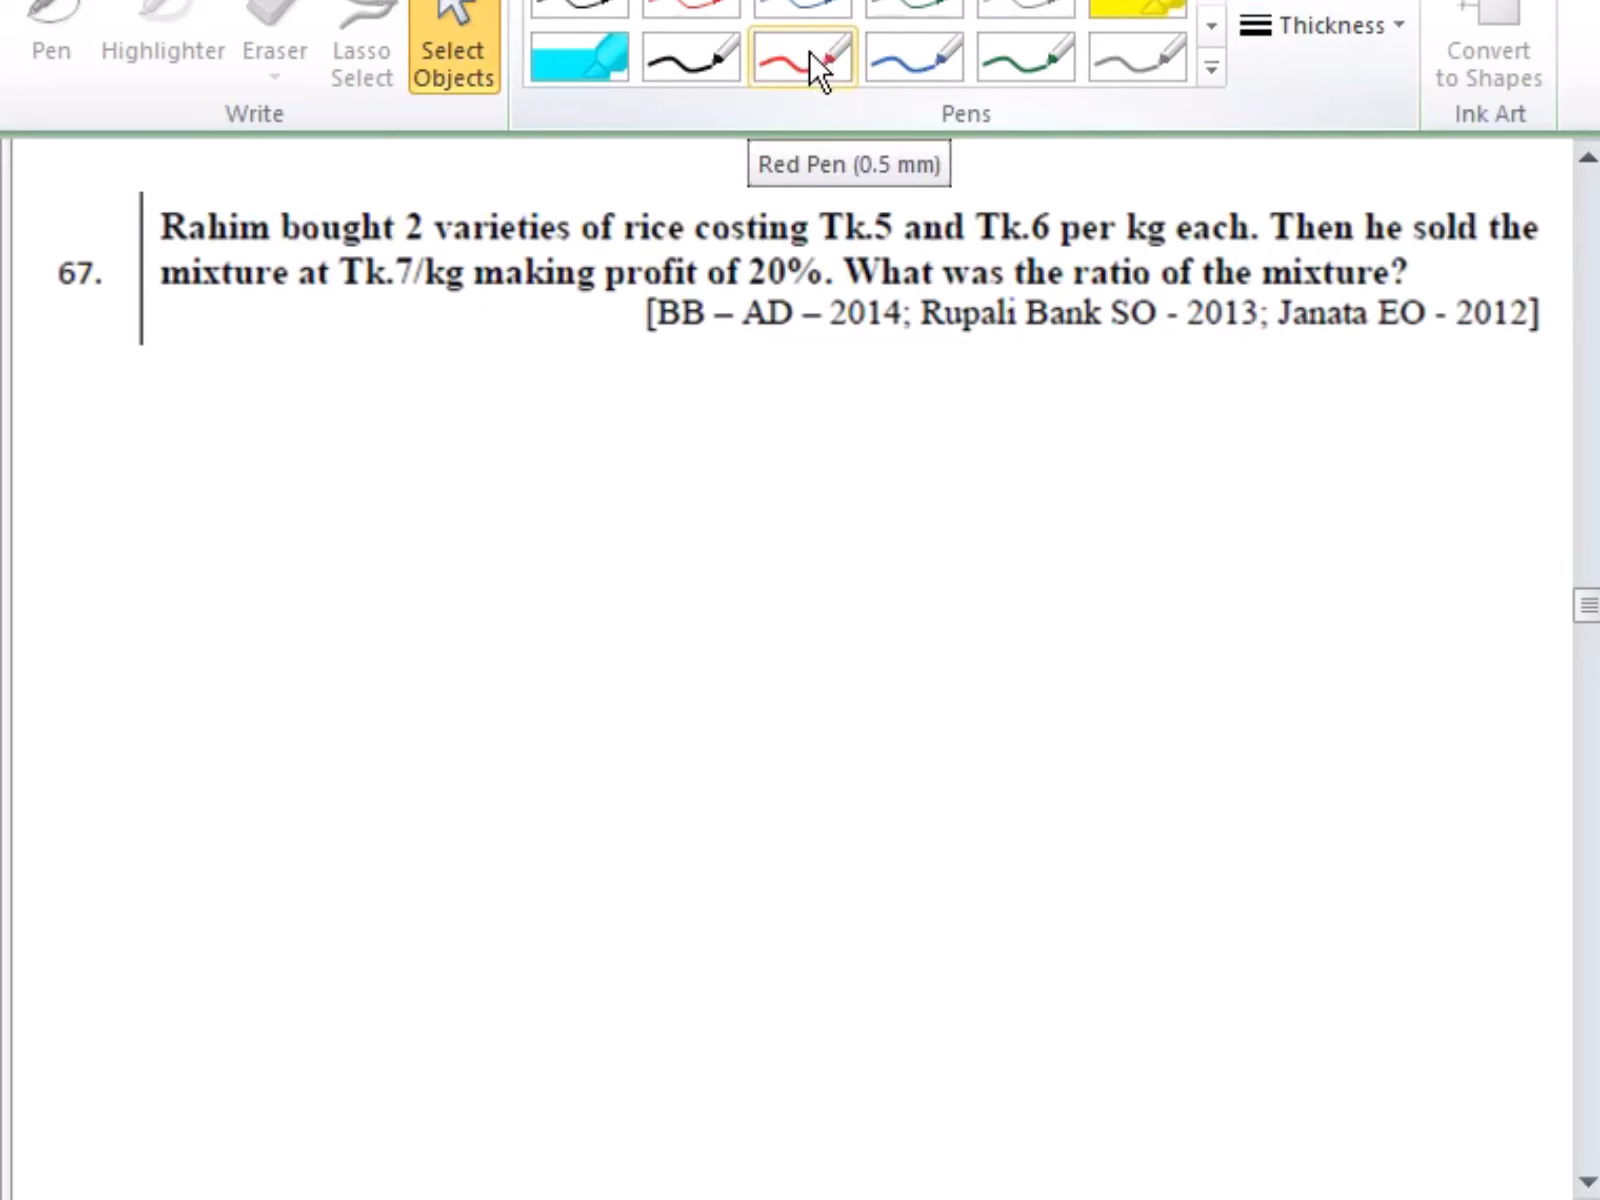 Pen Highlighter Eraser Lasso Select Select Objects Thickness Convert to Shapes
Write Pens Ink Art
Red Pen (0.5 mm)
Rahim bought 2 varieties of rice costing Tk.5 and Tk.6 per kg each. Then he sold the
67. mixture at Tk.7/kg making profit of 20%. What was the ratio of the mixture?
[BB – AD – 2014; Rupali Bank SO - 2013; Janata EO - 2012]